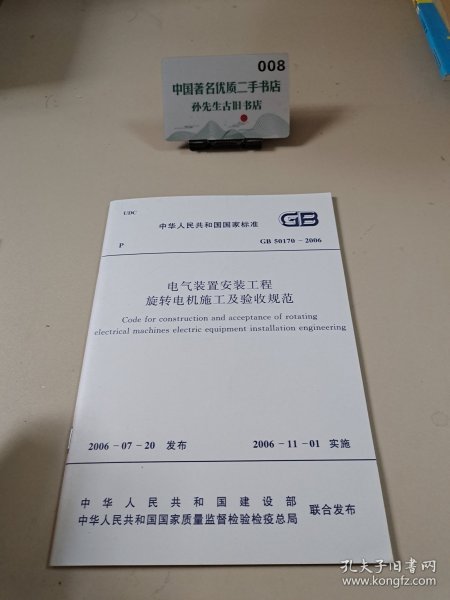 008
中国著名优质二手书店
孙先生古旧书店
UDC
中华人民共和国国家标准 GB
P GB 50170-2006
电气装置安装工程
旋转电机施工及验收规范
Code for construction and acceptance of rotating
electrical machines electric equipment installation engineering
2006-07-20 发布 2006-11-01 实施
中华人民共和国建设部
中华人民共和国国家质量监督检验检疫总局 联合发布
孔夫子旧书网
www.kongfz.com